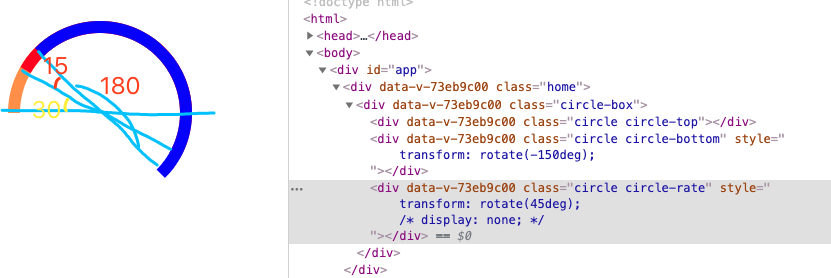 15
180
30
<!doctype html>
<html>
▶<head>…</head>
▼<body>
▼<div id="app">
▼<div data-v-73eb9c00 class="home">
▼<div data-v-73eb9c00 class="circle-box">
<div data-v-73eb9c00 class="circle circle-top"></div>
<div data-v-73eb9c00 class="circle circle-bottom" style="
transform: rotate(-150deg);
"></div>
… <div data-v-73eb9c00 class="circle circle-rate" style="
transform: rotate(45deg);
/* display: none; */
"></div> == $0
</div>
</div>